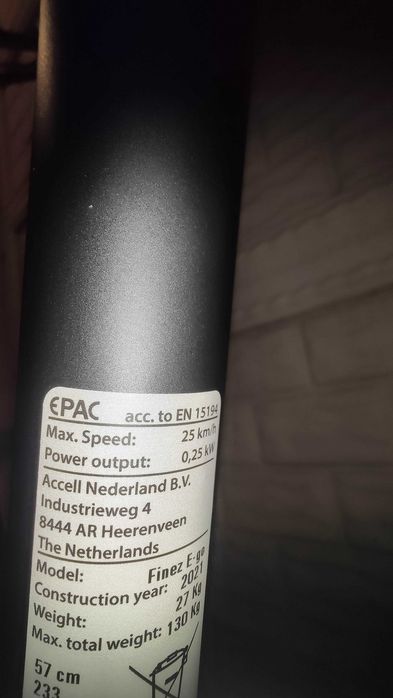 EPAC acc. to EN 15194
Max. Speed: 25 km/h
Power output: 0,25 kW
Accell Nederland B.V.
Industrieweg 4
8444 AR Heerenveen
The Netherlands
Model: Finez E-go
Construction year: 2021
Weight: 27 Kg
Max. total weight: 130 Kg
57 cm
233